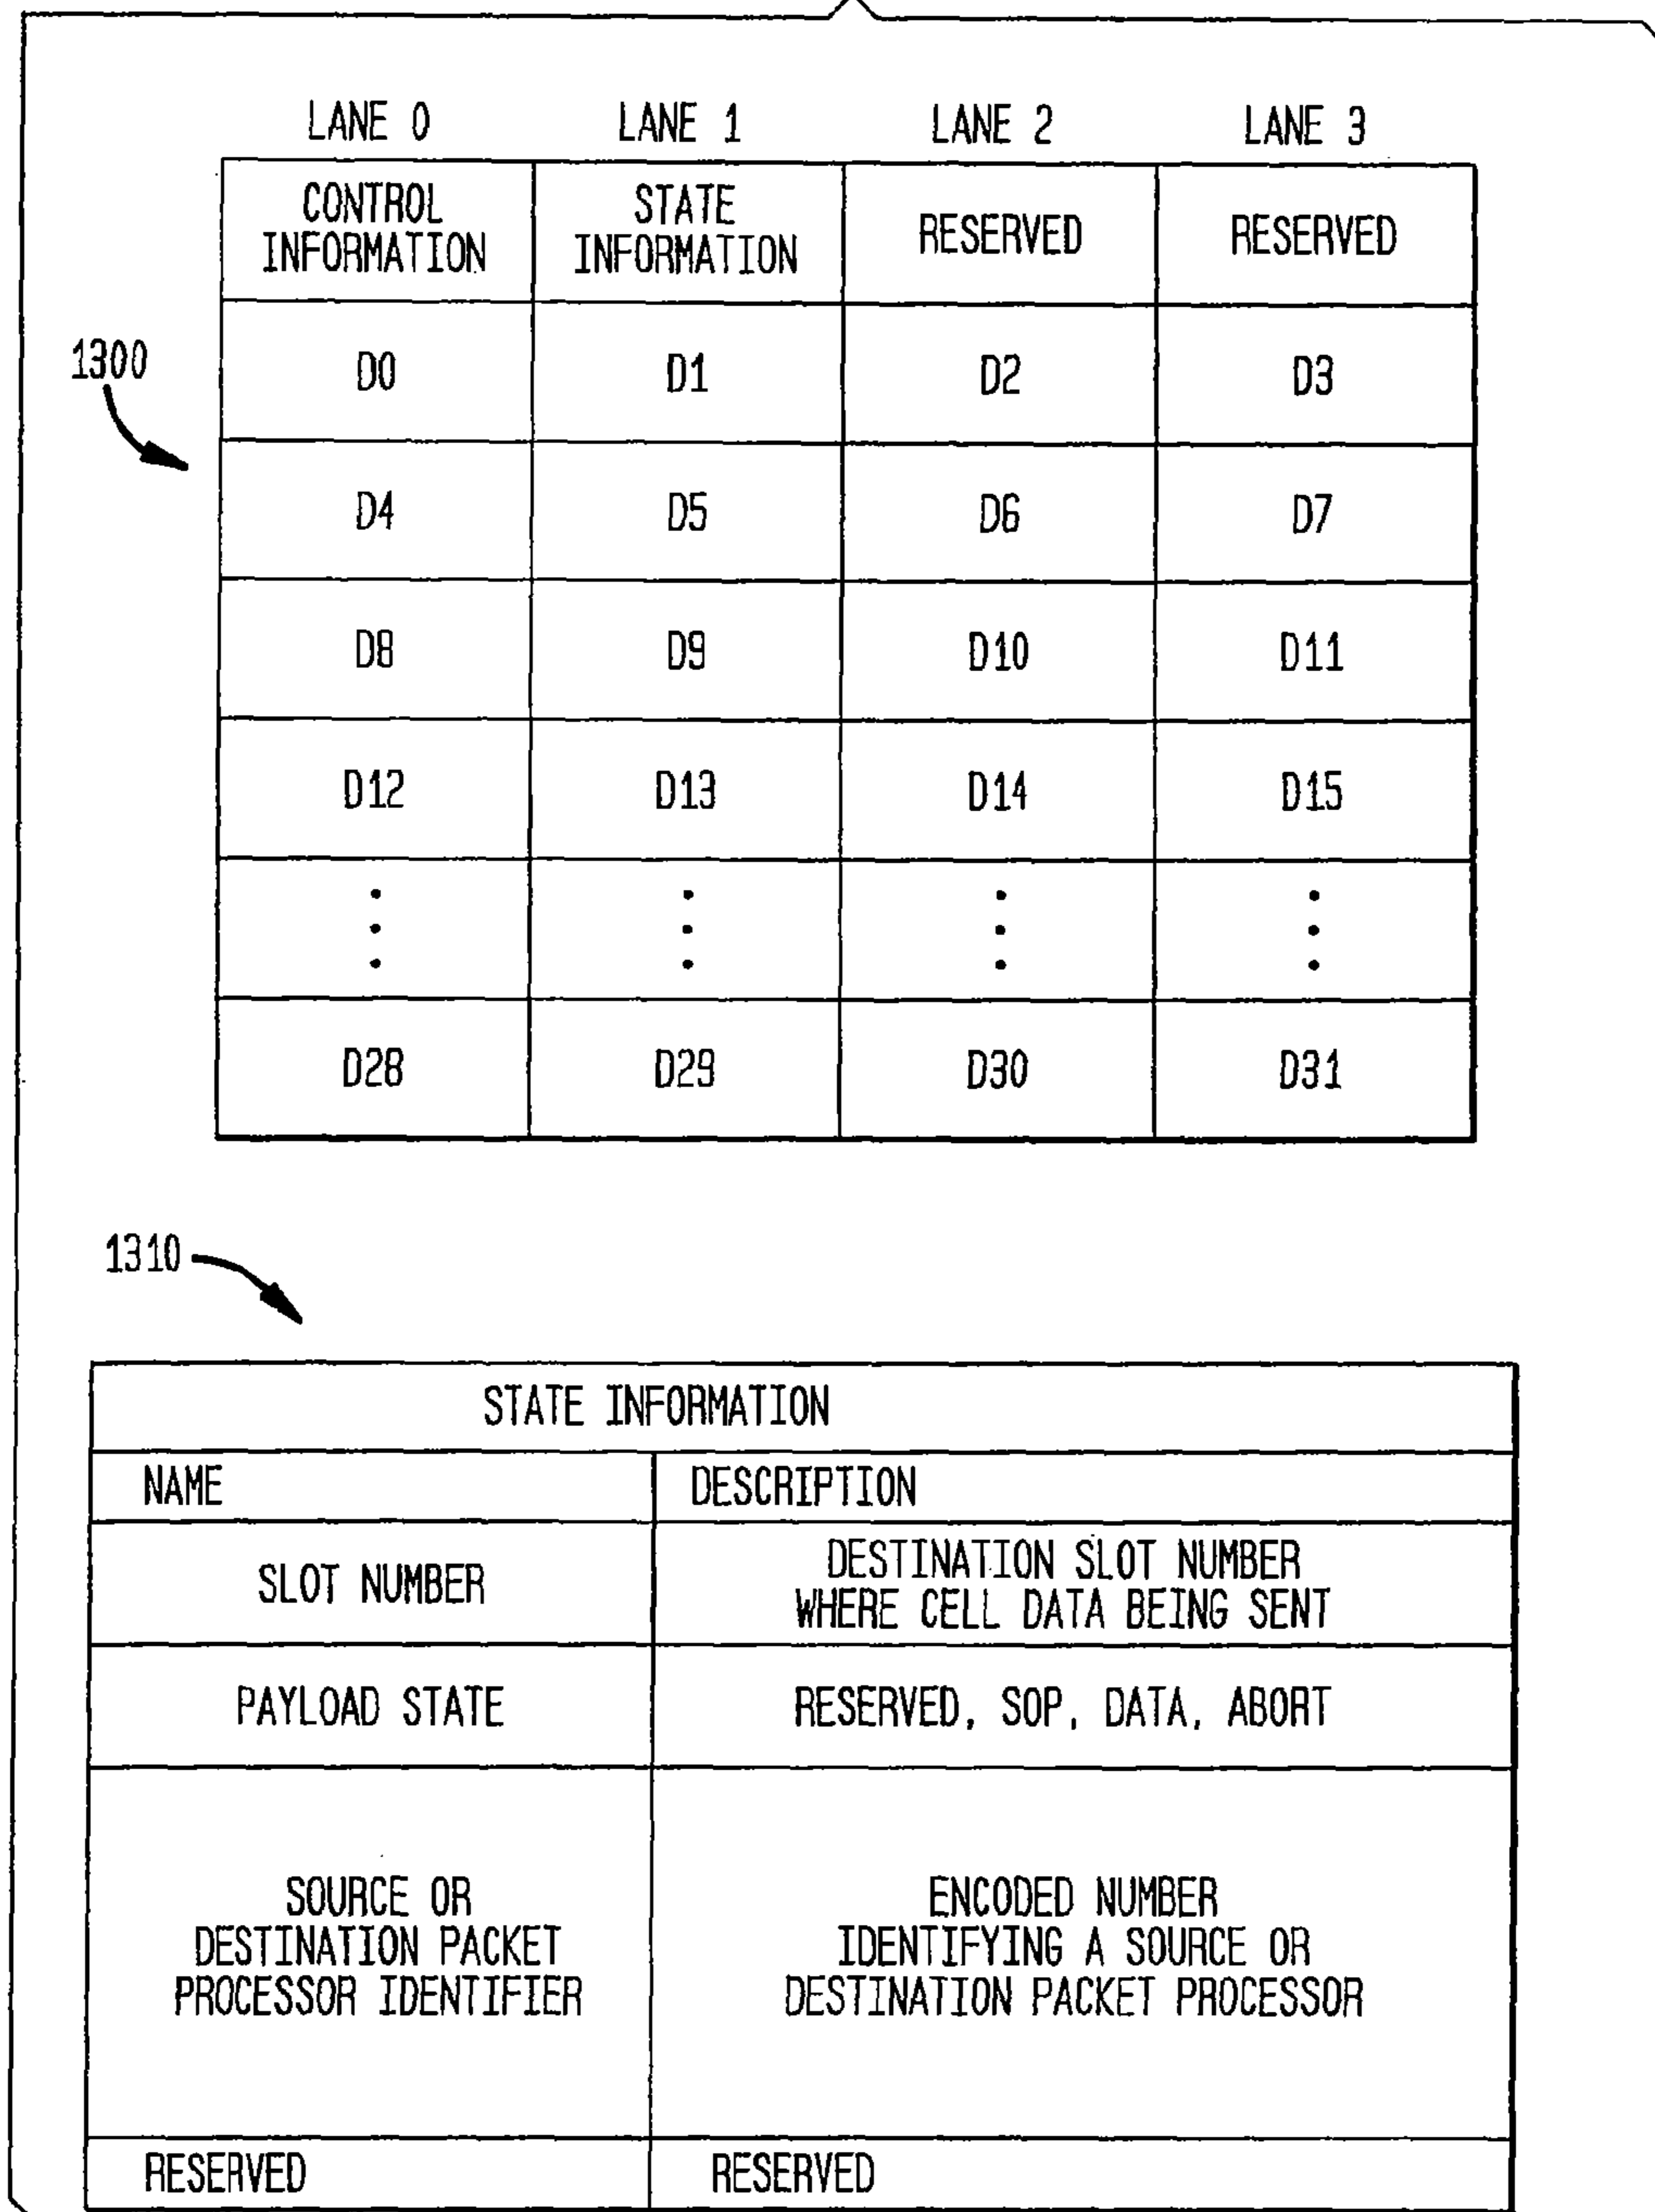 LANE 0 LANE 1 LANE 2 LANE 3
CONTROL INFORMATION STATE INFORMATION RESERVED RESERVED
1300
D0 D1 D2 D3
D4 D5 D6 D7
D8 D9 D10 D11
D12 D13 D14 D15
D28 D29 D30 D31
1310
STATE INFORMATION
NAME DESCRIPTION
SLOT NUMBER
DESTINATION SLOT NUMBER
WHERE CELL DATA BEING SENT
PAYLOAD STATE
RESERVED, SOP, DATA, ABORT
SOURCE OR
DESTINATION PACKET
PROCESSOR IDENTIFIER
ENCODED NUMBER
IDENTIFYING A SOURCE OR
DESTINATION PACKET PROCESSOR
RESERVED RESERVED